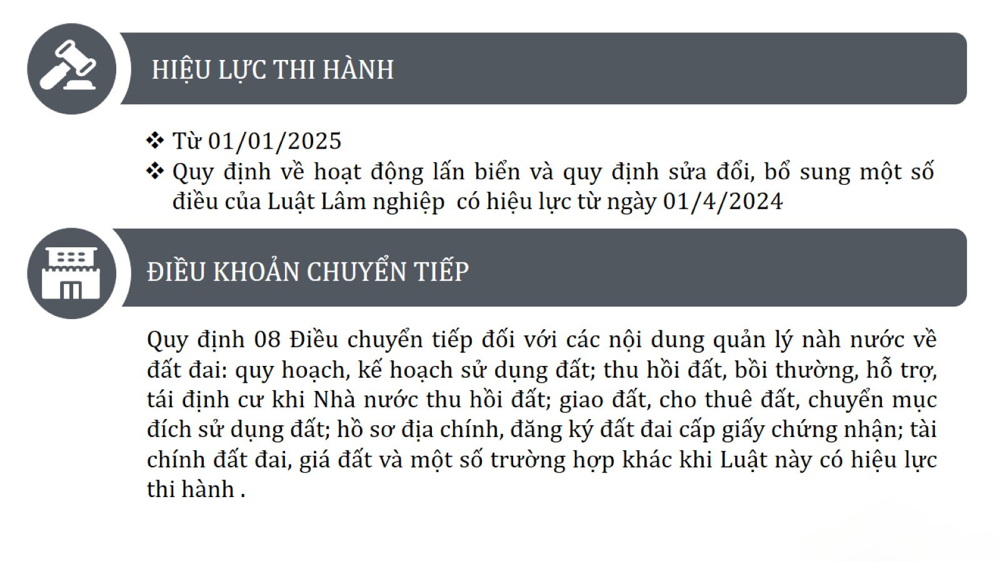 HIỆU LỰC THI HÀNH
❖ Từ 01/01/2025
❖ Quy định về hoạt động lấn biển và quy định sửa đổi, bổ sung một số
điều của Luật Lâm nghiệp có hiệu lực từ ngày 01/4/2024
ĐIỀU KHOẢN CHUYỂN TIẾP
Quy định 08 Điều chuyển tiếp đối với các nội dung quản lý nàh nước về
đất đai: quy hoạch, kế hoạch sử dụng đất; thu hồi đất, bồi thường, hỗ trợ,
tái định cư khi Nhà nước thu hồi đất; giao đất, cho thuê đất, chuyển mục
đích sử dụng đất; hồ sơ địa chính, đăng ký đất đai cấp giấy chứng nhận; tài
chính đất đai, giá đất và một số trường hợp khác khi Luật này có hiệu lực
thi hành .